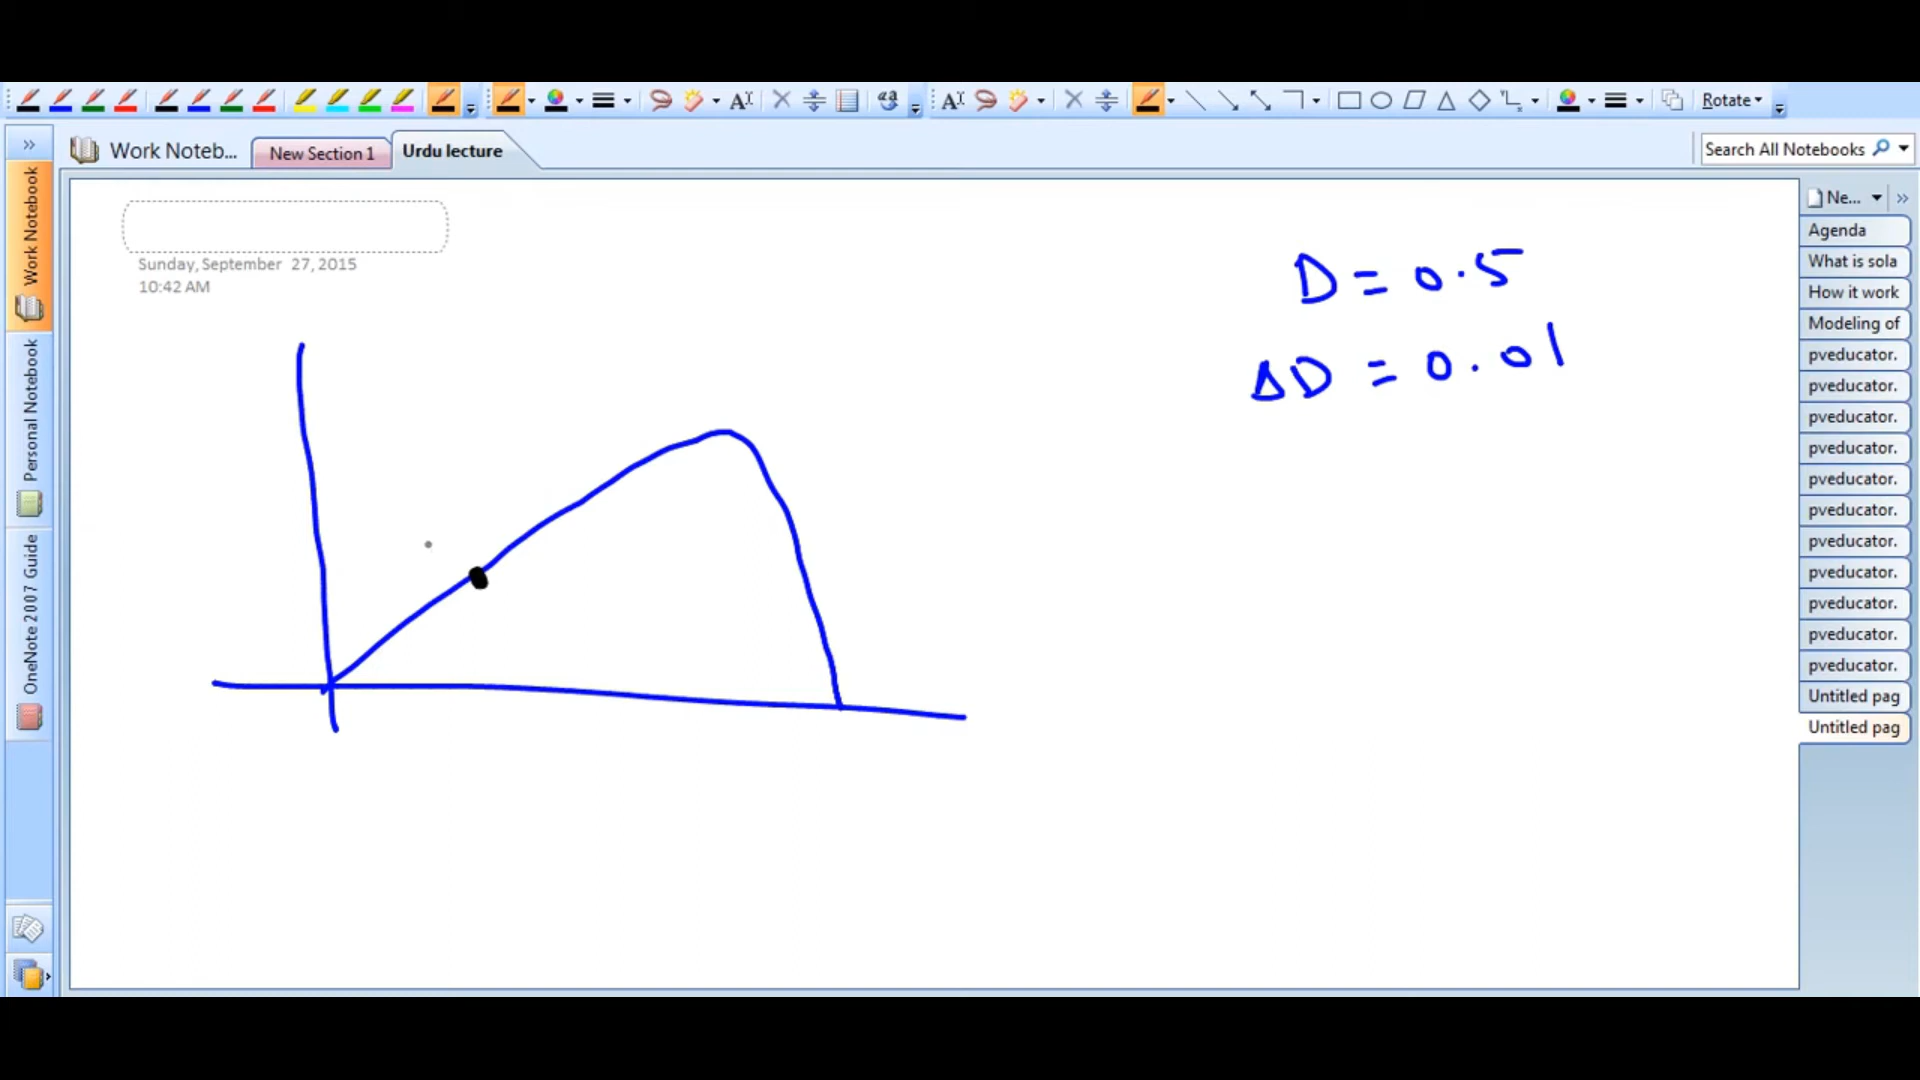 Rotate
Work Noteb...
New Section 1
Urdu lecture
Search All Notebooks
Work Notebook
Personal Notebook
OneNote 2007 Guide
Sunday, September 27, 2015
10:42 AM
D = 0.5
ΔD = 0.01
Ne...
Agenda
What is sola
How it work
Modeling of
pveducator.
pveducator.
pveducator.
pveducator.
pveducator.
pveducator.
pveducator.
pveducator.
pveducator.
pveducator.
pveducator.
Untitled pag
Untitled pag